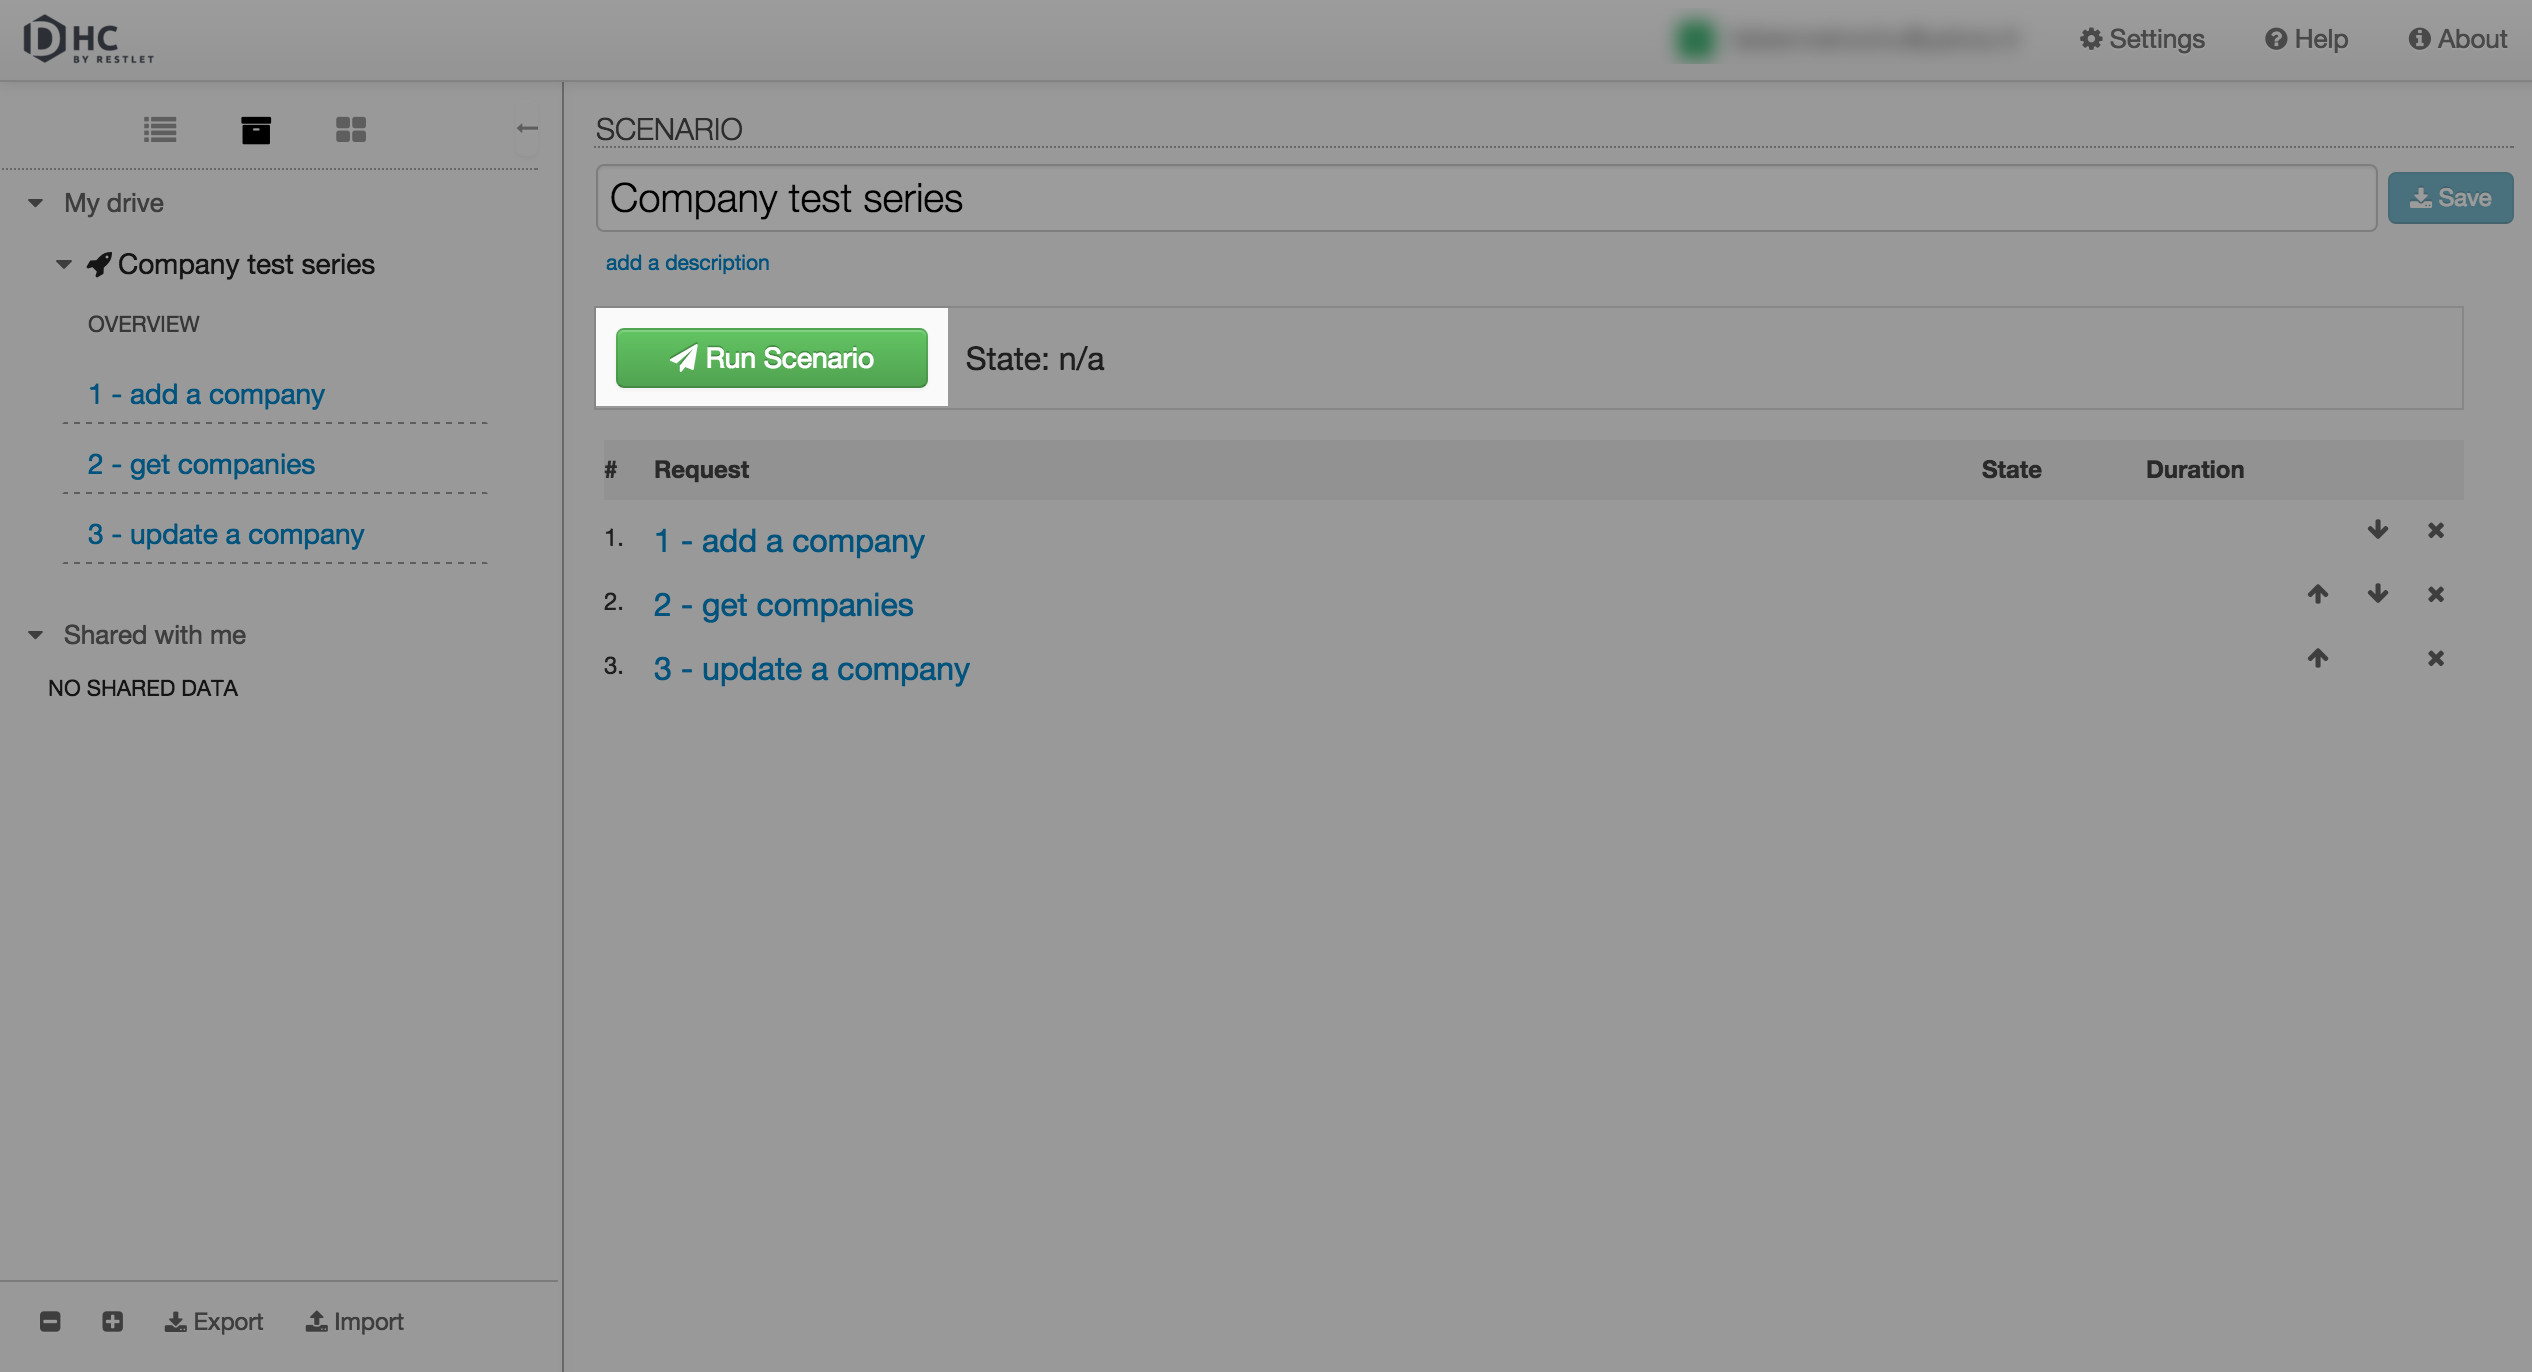 DHC
BY RESTLET
Settings
Help
About
My drive
Company test series
OVERVIEW
1 - add a company
2 - get companies
3 - update a company
Shared with me
NO SHARED DATA
Export
Import
SCENARIO
Company test series
Save
add a description
Run Scenario
State: n/a
# Request State Duration
1. 1 - add a company
2. 2 - get companies
3. 3 - update a company